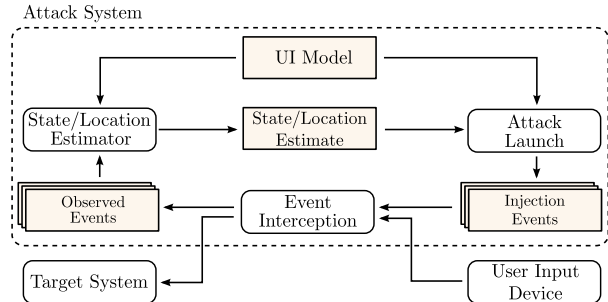 Attack System
UI Model
State/Location
Estimator
State/Location
Estimate
Attack
Launch
Observed
Events
Event
Interception
Injection
Events
Target System
User Input
Device